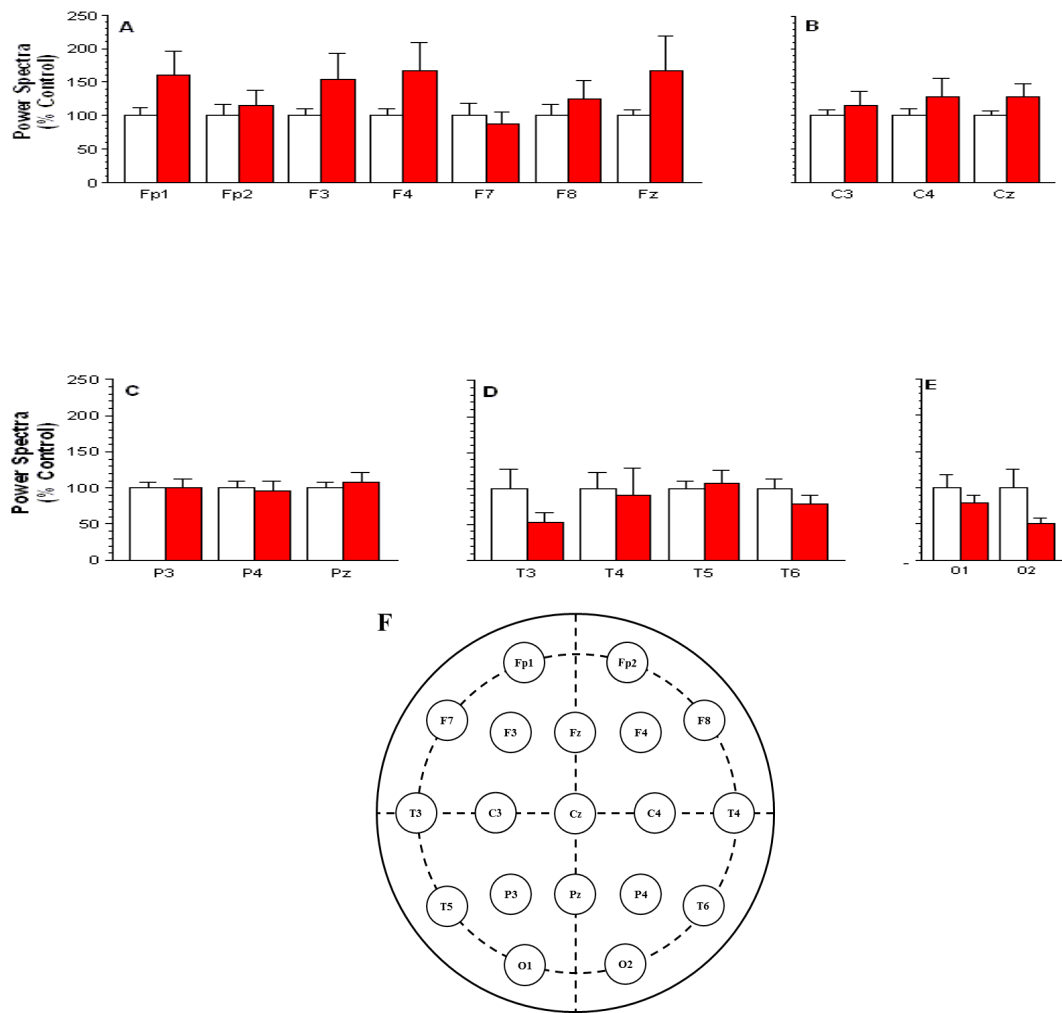 A
B
Power Spectra
(% Control)
250
200
150
100
50
0
Fp1 Fp2 F3 F4 F7 F8 Fz
C3 C4 Cz
C
D
E
Power Spectra
(% Control)
250
200
150
100
50
0
P3 P4 Pz
T3 T4 T5 T6
O1 O2
F
Fp1 Fp2
F7 F3 Fz F4 F8
T3 C3 Cz C4 T4
T5 P3 Pz P4 T6
O1 O2